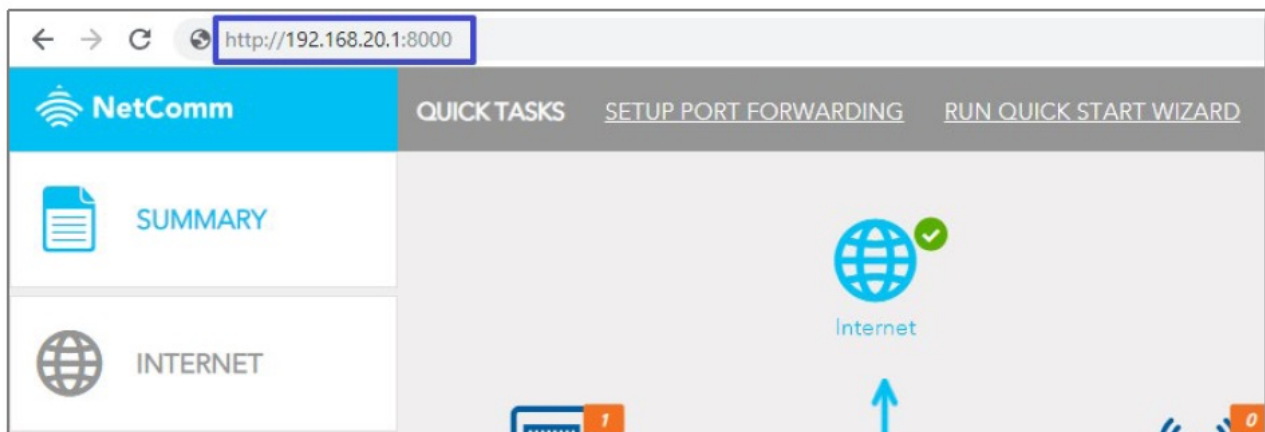 http://192.168.20.1:8000
NetComm
QUICK TASKS SETUP PORT FORWARDING RUN QUICK START WIZARD
SUMMARY
Internet
INTERNET
1
0